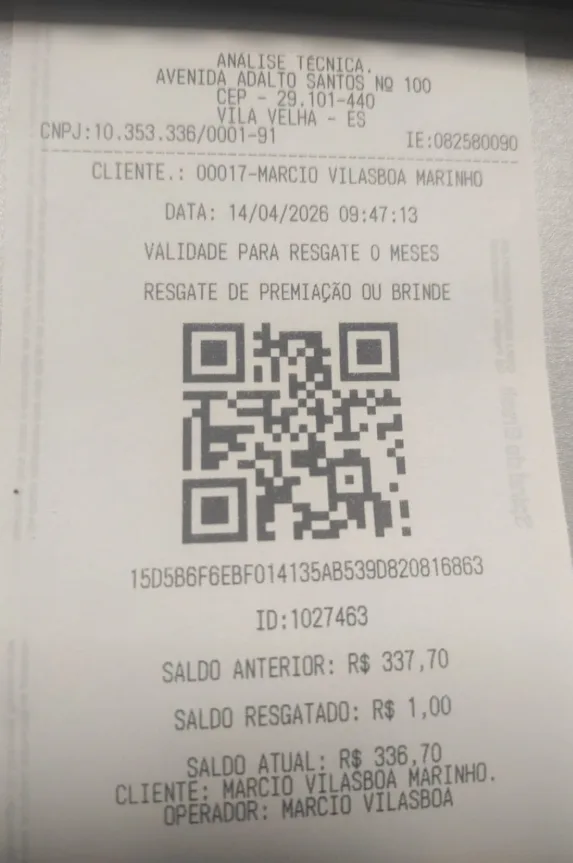 ANÁLISE TÉCNICA.
AVENIDA ADALTO SANTOS Nº 100
CEP - 29.101-440
VILA VELHA - ES
CNPJ:10.353.336/0001-91 IE:082580090
CLIENTE.: 00017-MARCIO VILASBOA MARINHO
DATA: 14/04/2026 09:47:13
VALIDADE PARA RESGATE 0 MESES
RESGATE DE PREMIAÇÃO OU BRINDE
15D5B6F6EBF014135AB539D820816863
ID:1027463
SALDO ANTERIOR: R$ 337,70
SALDO RESGATADO: R$ 1,00
SALDO ATUAL: R$ 336,70
CLIENTE: MARCIO VILASBOA MARINHO.
OPERADOR: MARCIO VILASBOA